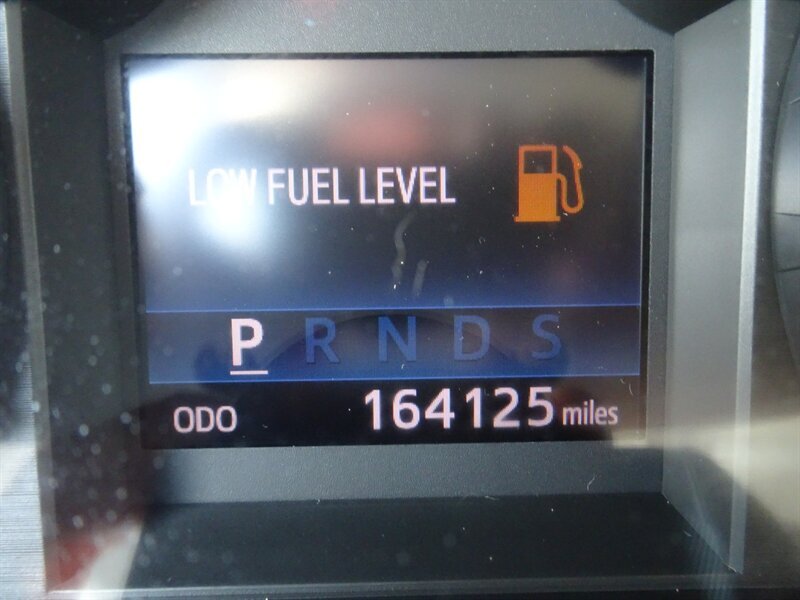 LOW FUEL LEVEL
P R N D S
ODO 164125 miles